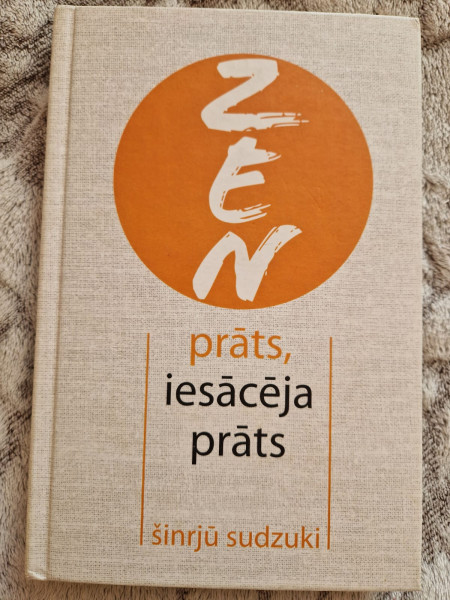 ZEN
prāts,
iesācēja
prāts
šinrjū sudzuki